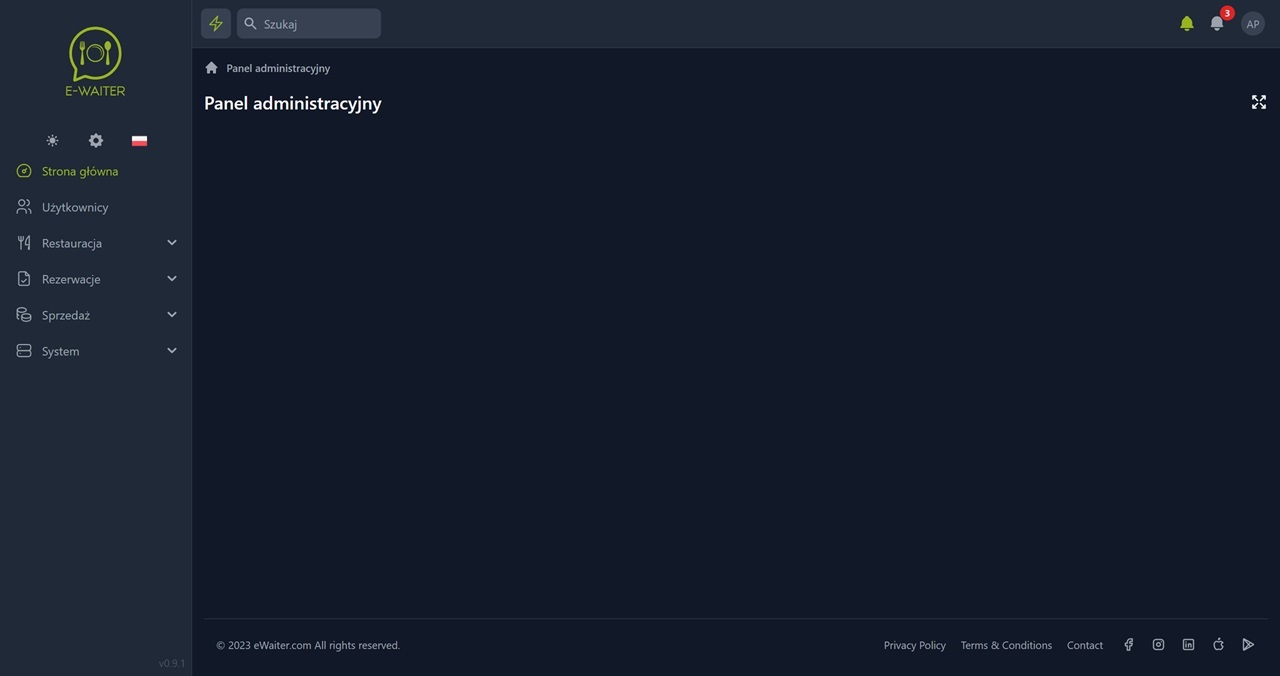 E-WAITER
Strona główna
Użytkownicy
Restauracja
Rezerwacje
Sprzedaż
System
v0.9.1
Szukaj
3
AP
Panel administracyjny
Panel administracyjny
© 2023 eWaiter.com All rights reserved.
Privacy Policy Terms & Conditions Contact